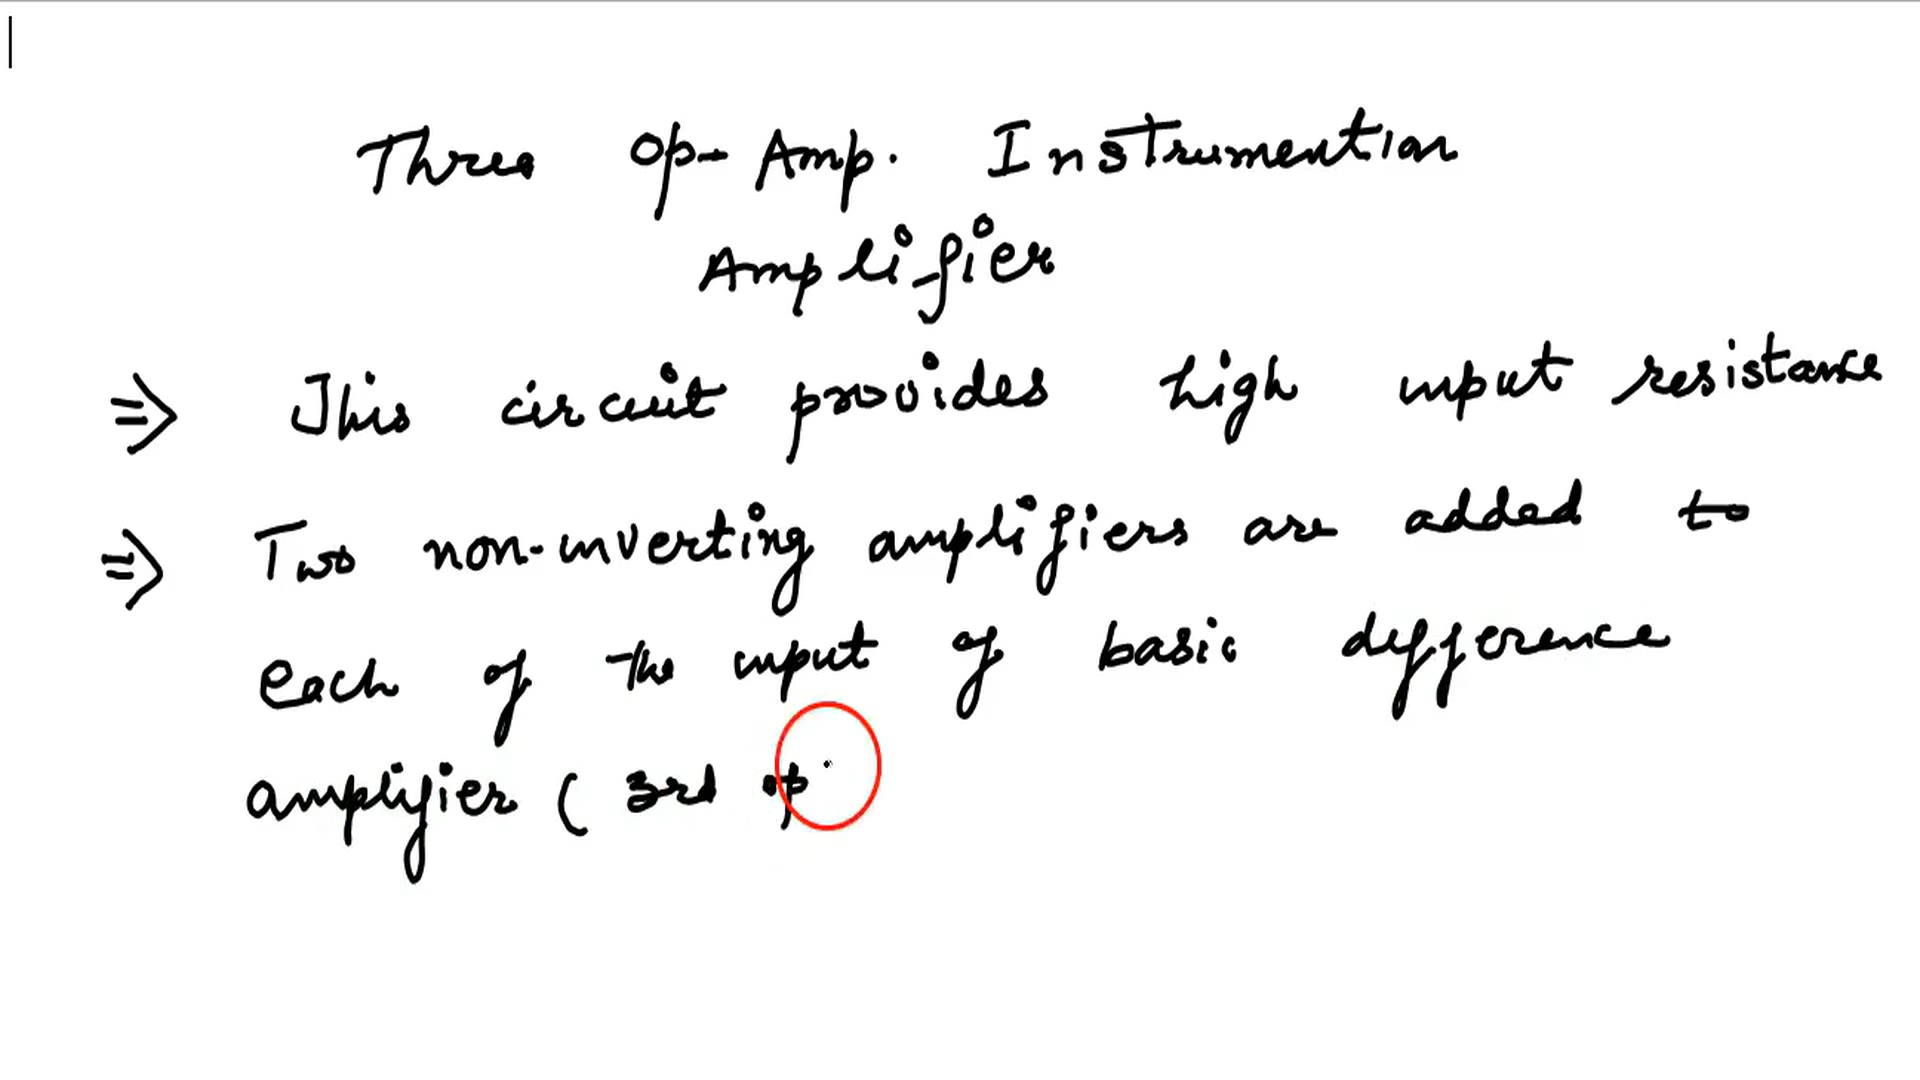 Three Op-Amp. Instrumention
Amplifier
⇒ This circuit provides high input resistance
⇒ Two non-inverting amplifiers are added to
each of the input of basic difference
amplifier ( 3rd op